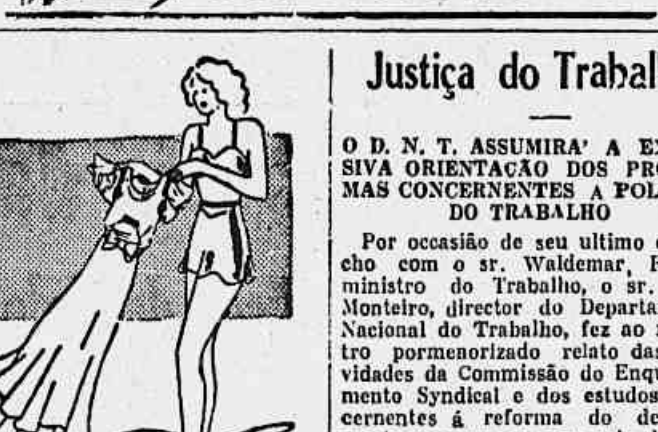 Justiça do Trabal
O D. N. T. ASSUMIRA' A EX
SIVA ORIENTAÇÃO DOS PRO
MAS CONCERNENTES A POL
DO TRABALHO
Por occasião de seu ultimo
cho com o sr. Waldemar, F
ministro do Trabalho, o sr.
Monteiro, director do Departa
Nacional do Trabalho, fez ao
tro pormenorizado relato das
vidades da Commissão do Enqu
mento Syndical e dos estudos
cernentes á reforma do de